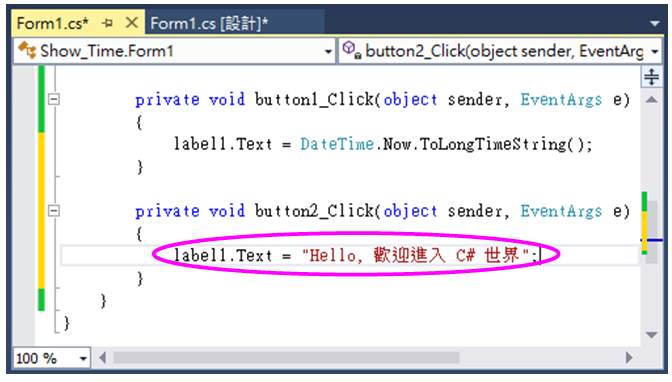 Form1.cs* Form1.cs [設計]*
Show_Time.Form1 button2_Click(object sender, EventArg
private void button1_Click(object sender, EventArgs e)
{
label1.Text = DateTime.Now.ToLongTimeString();
}
private void button2_Click(object sender, EventArgs e)
{
label1.Text = "Hello, 歡迎進入 C# 世界";
}
}
}
100 %